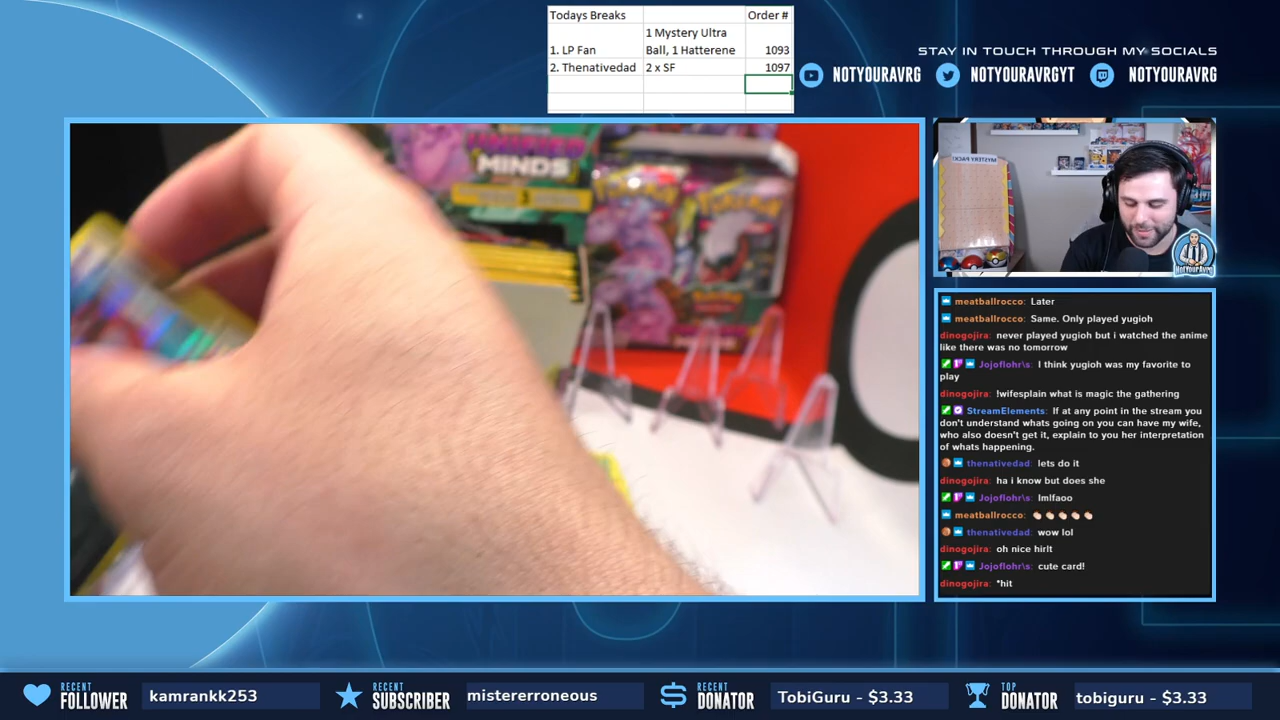 Todays Breaks Order #
1 Mystery Ultra
1. LP Fan Ball, 1 Hatterene 1093
2. Thenativedad 2 x SF 1097
STAY IN TOUCH THROUGH MY SOCIALS
NOTYOURAVRG NOTYOURAVRGYT NOTYOURAVRG
MINDS
Pokémon
MYSTERY PACK!
NotYourAvrg
meatballrocco: Later
meatballrocco: Same. Only played yugioh
dinogojira: never played yugioh but i watched the anime
like there was no tomorrow
Jojoflohr\s: I think yugioh was my favorite to
play
dinogojira: !wifesplain what is magic the gathering
StreamElements: If at any point in the stream you
don't understand whats going on you can have my wife,
who also doesn't get it, explain to you her interpretation
of whats happening.
thenativedad: lets do it
dinogojira: ha i know but does she
Jojoflohr\s: lmlfaoo
meatballrocco: 👏🏻👏🏻👏🏻👏🏻👏🏻
thenativedad: wow lol
dinogojira: oh nice hirlt
Jojoflohr\s: cute card!
dinogojira: *hit
RECENT FOLLOWER kamrankk253 RECENT SUBSCRIBER mistererroneous RECENT DONATOR TobiGuru - $3.33 TOP DONATOR tobiguru - $3.33